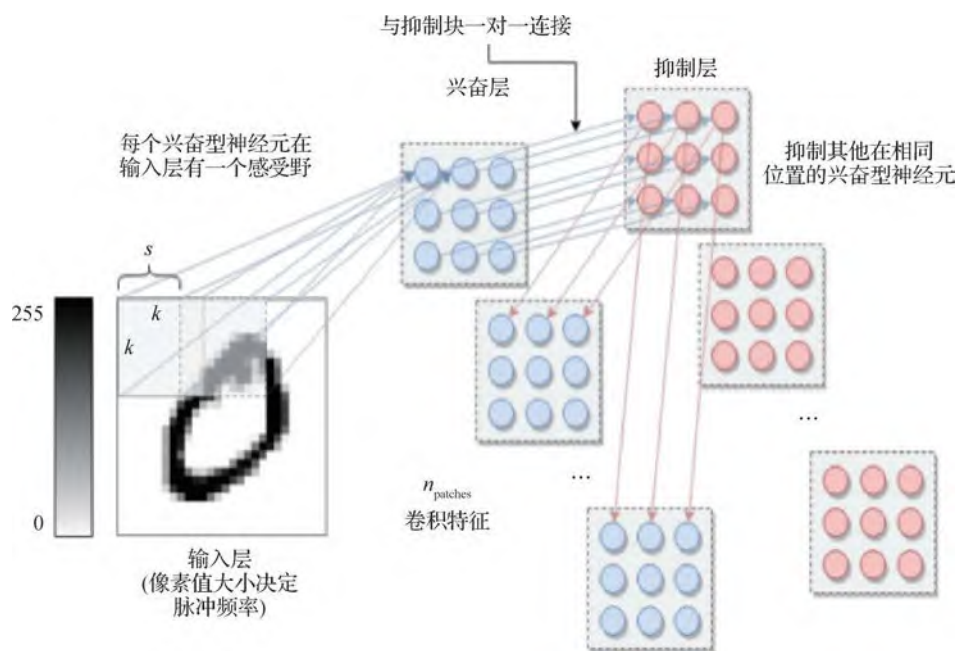 与抑制块一对一连接
兴奋层
抑制层
每个兴奋型神经元在
输入层有一个感受野
抑制其他在相同
位置的兴奋型神经元
s
255
k
k
0
...
...
n_patches
卷积特征
输入层
(像素值大小决定
脉冲频率)